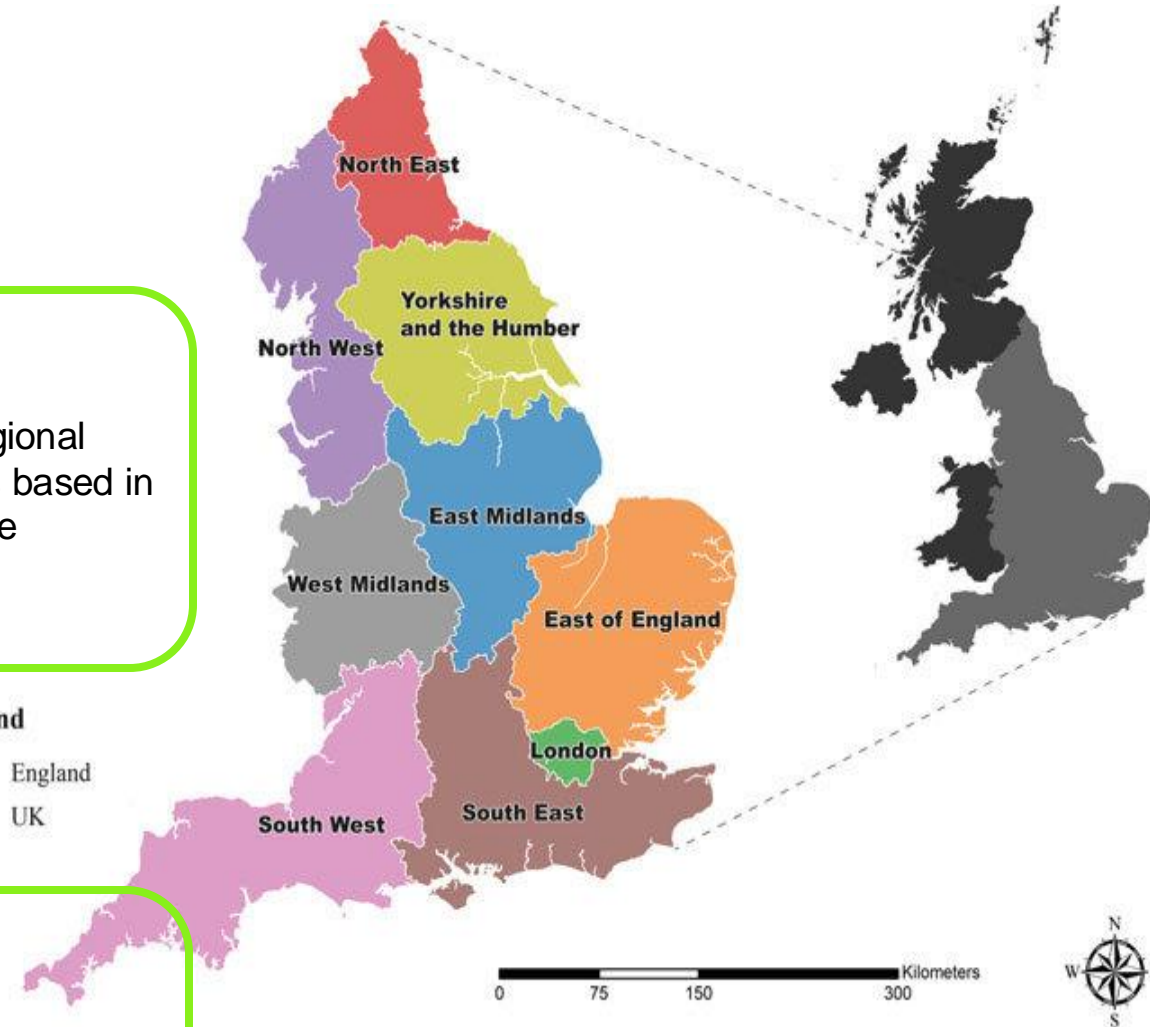 North East
Yorkshire
and the Humber
North West
gional
based in
e
East Midlands
West Midlands
East of England
nd
England
UK
London
South West
South East
N
W
S
Kilometers
0 75 150 300